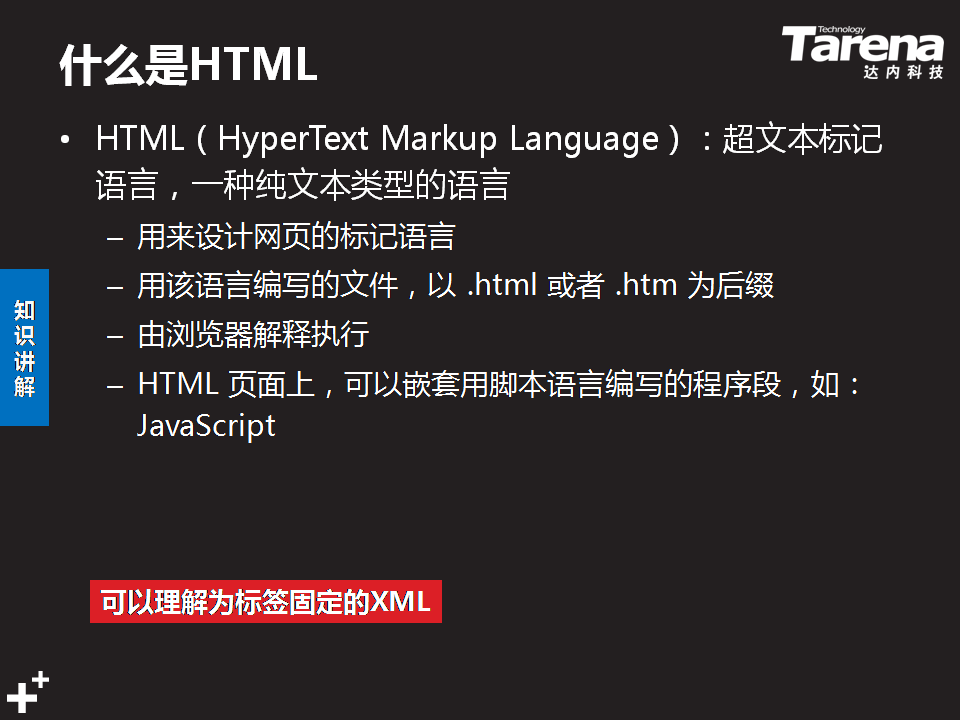 什么是HTML
Technology
Tarena
达内科技
• HTML（HyperText Markup Language）：超文本标记
语言，一种纯文本类型的语言
– 用来设计网页的标记语言
– 用该语言编写的文件，以 .html 或者 .htm 为后缀
– 由浏览器解释执行
– HTML 页面上，可以嵌套用脚本语言编写的程序段，如：
JavaScript
知识讲解
可以理解为标签固定的XML